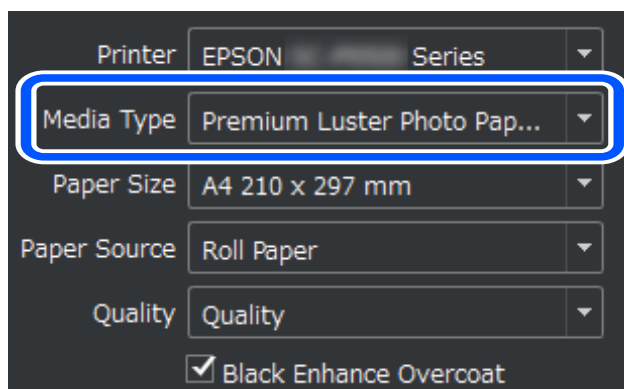 Printer EPSON Series
Media Type Premium Luster Photo Pap...
Paper Size A4 210 x 297 mm
Paper Source Roll Paper
Quality Quality
Black Enhance Overcoat